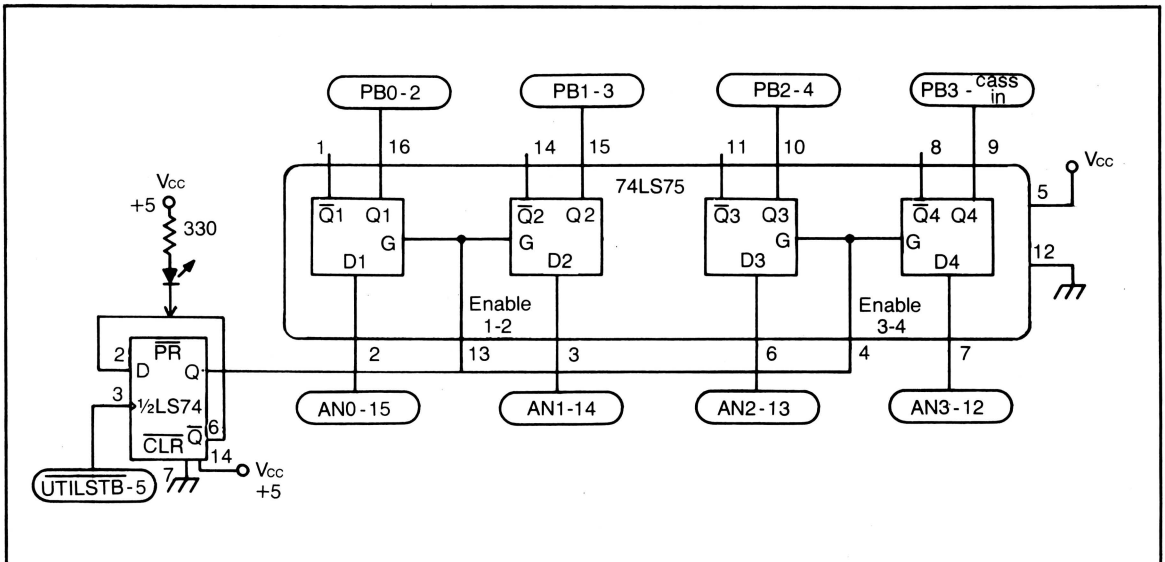 PB0-2
PB1-3
PB2-4
PB3 - cass in
1
16
14
15
11
10
8
9
74LS75
Vcc
5
12
Vcc
+5
330
Q̅1 Q1
G
D1
Q̅2 Q2
G
D2
Q̅3 Q3
G
D3
Q̅4 Q4
G
D4
Enable
1-2
Enable
3-4
2
13
3
6
4
7
AN0-15
AN1-14
AN2-13
AN3-12
2
P̅R̅
D
Q
3
½LS74
6
Q̅
C̅L̅R̅
14
7
Vcc
+5
U̅T̅I̅L̅S̅T̅B̅-5